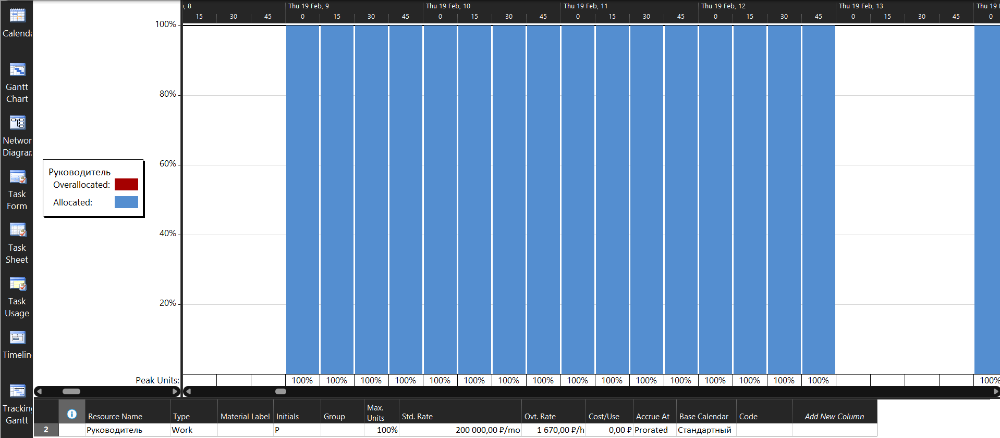 Calenda
Gantt
Chart
Networ
Diagrar
Task
Form
Task
Sheet
Task
Usage
Timelin
Tracking
Gantt
, 8
Thu 19 Feb, 9
Thu 19 Feb, 10
Thu 19 Feb, 11
Thu 19 Feb, 12
Thu 19 Feb, 13
Thu 19
15 30 45 0 15 30 45 0 15 30 45 0 15 30 45 0 15 30 45 0 15 30 45 0
100%
80%
60%
40%
20%
Руководитель
Overallocated:
Allocated:
Peak Units: 100% 100% 100% 100% 100% 100% 100% 100% 100% 100% 100% 100% 100% 100% 100% 100% 100%
Resource Name Type Material Label Initials Group Max. Units Std. Rate Ovt. Rate Cost/Use Accrue At Base Calendar Code Add New Column
2 Руководитель Work Р 100% 200 000,00 ₽/mo 1 670,00 ₽/h 0,00 ₽ Prorated Стандартный